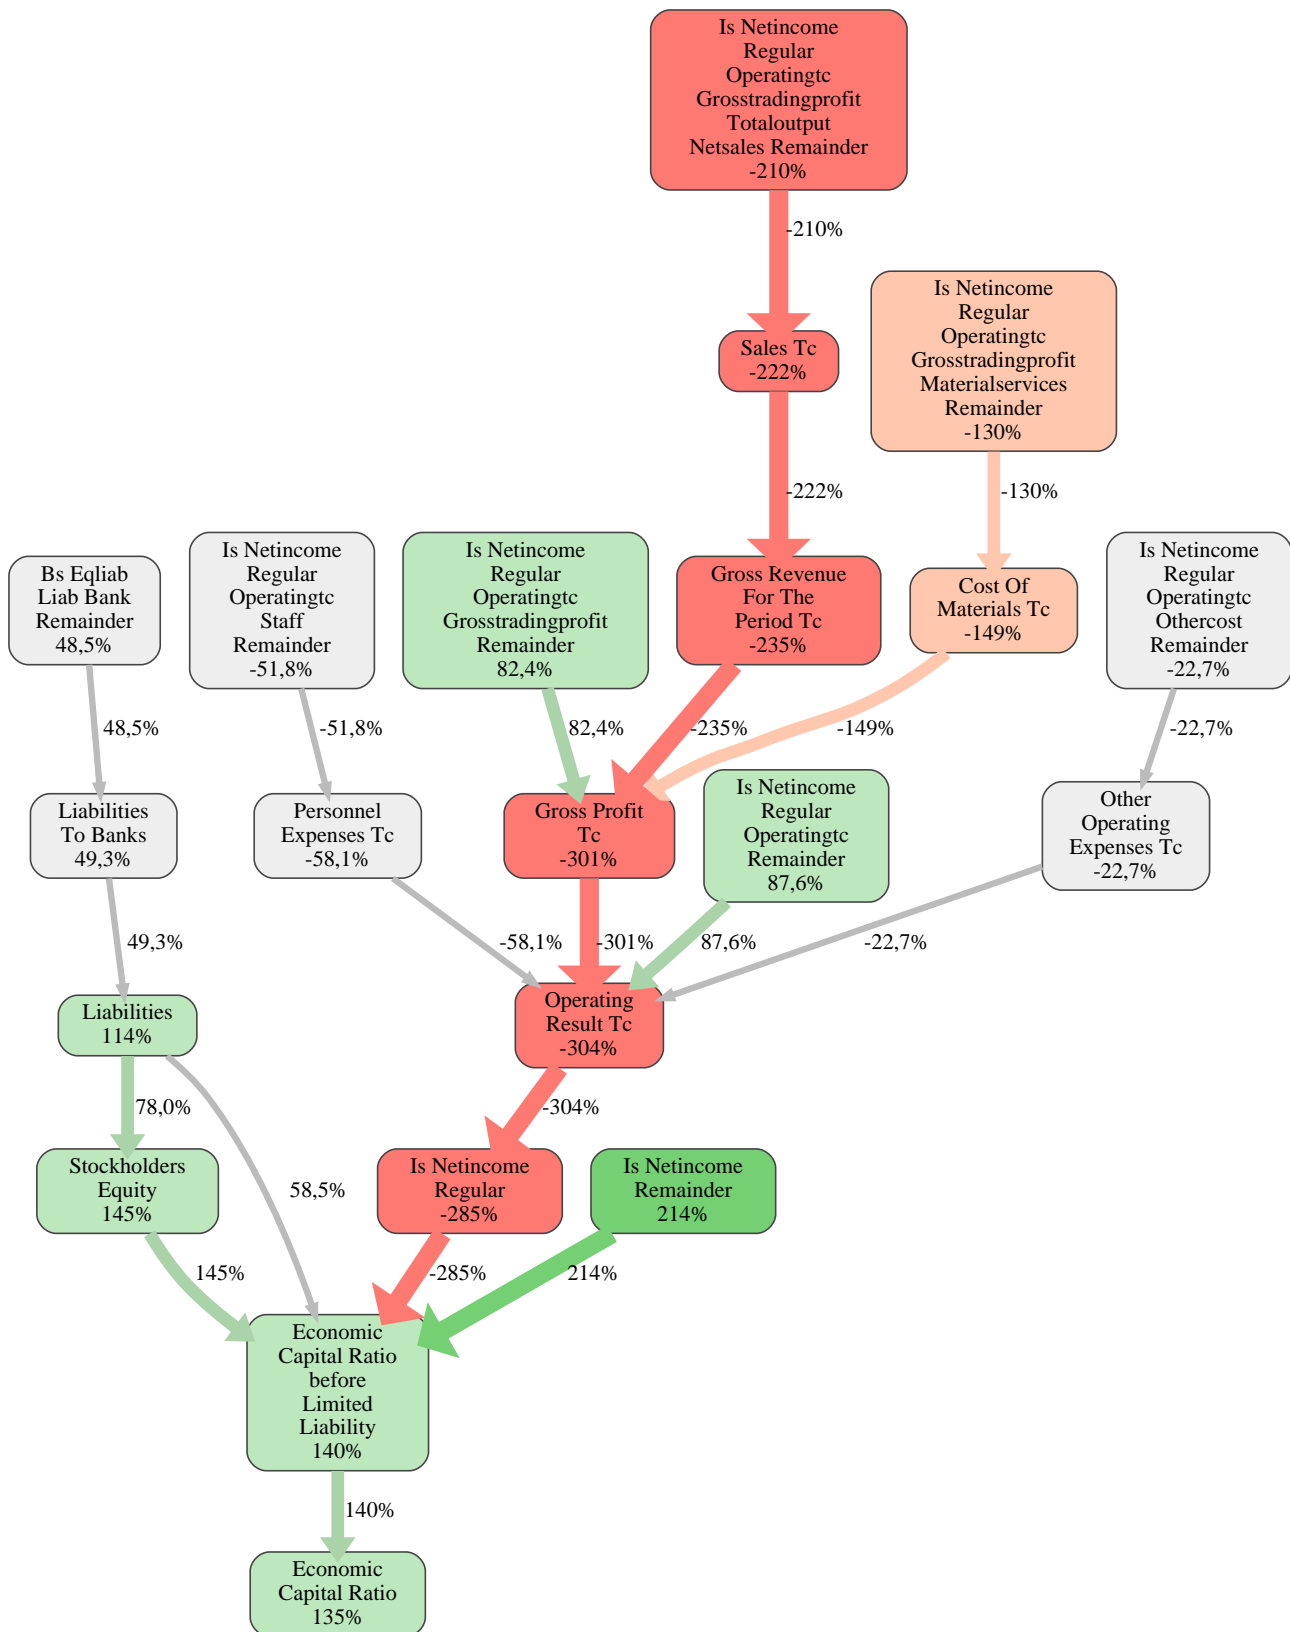 Is Netincome
Regular
Operatingtc
Grosstradingprofit
Totaloutput
Netsales Remainder
-210%
-210%
Is Netincome
Regular
Operatingtc
Grosstradingprofit
Materialservices
Remainder
-130%
Sales Tc
-222%
-222%
-130%
Bs Eqliab
Liab Bank
Remainder
48,5%
Is Netincome
Regular
Operatingtc
Staff
Remainder
-51,8%
Is Netincome
Regular
Operatingtc
Grosstradingprofit
Remainder
82,4%
Gross Revenue
For The
Period Tc
-235%
Cost Of
Materials Tc
-149%
Is Netincome
Regular
Operatingtc
Othercost
Remainder
-22,7%
48,5%
-51,8%
82,4%
-235%
-149%
-22,7%
Liabilities
To Banks
49,3%
Personnel
Expenses Tc
-58,1%
Gross Profit
Tc
-301%
Is Netincome
Regular
Operatingtc
Remainder
87,6%
Other
Operating
Expenses Tc
-22,7%
49,3%
-58,1%
-301%
87,6%
-22,7%
Liabilities
114%
Operating
Result Tc
-304%
78,0%
-304%
Stockholders
Equity
145%
58,5%
Is Netincome
Regular
-285%
Is Netincome
Remainder
214%
145%
-285%
214%
Economic
Capital Ratio
before
Limited
Liability
140%
140%
Economic
Capital Ratio
135%